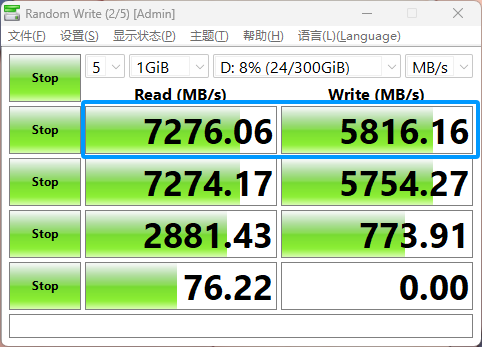 Random Write (2/5) [Admin]
文件(F) 设置(S) 显示状态(P) 主题(T) 帮助(H) 语言(L)(Language)
Stop 5 1GiB D: 8% (24/300GiB) MB/s
Read (MB/s) Write (MB/s)
Stop 7276.06 5816.16
Stop 7274.17 5754.27
Stop 2881.43 773.91
Stop 76.22 0.00